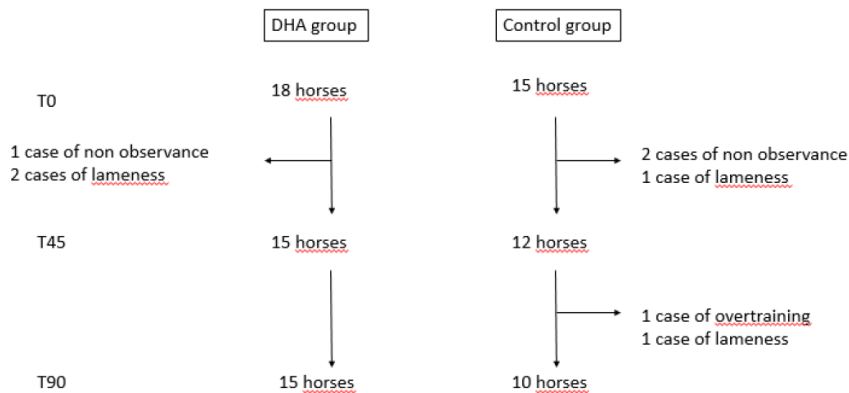 DHA group
Control group
T0
18 horses
15 horses
1 case of non observance
2 cases of lameness
2 cases of non observance
1 case of lameness
T45
15 horses
12 horses
1 case of overtraining
1 case of lameness
T90
15 horses
10 horses